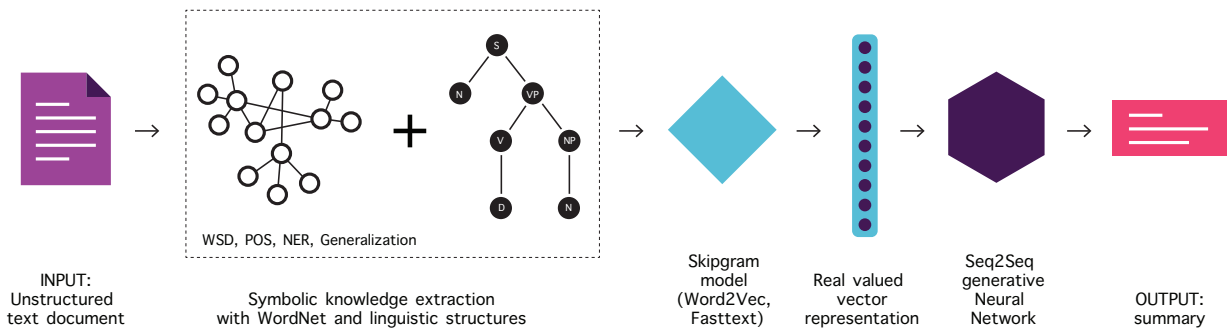 S
N
VP
V
NP
D
N
WSD, POS, NER, Generalization
INPUT:
Unstructured
text document
Symbolic knowledge extraction
with WordNet and linguistic structures
Skipgram
model
(Word2Vec,
Fasttext)
Real valued
vector
representation
Seq2Seq
generative
Neural
Network
OUTPUT:
summary